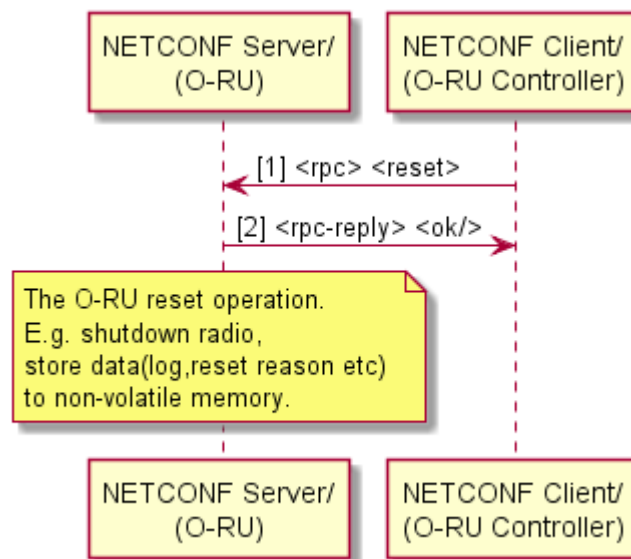 NETCONF Server/
(O-RU)
NETCONF Client/
(O-RU Controller)
[1] <rpc> <reset>
[2] <rpc-reply> <ok/>
The O-RU reset operation.
E.g. shutdown radio,
store data(log,reset reason etc)
to non-volatile memory.
NETCONF Server/
(O-RU)
NETCONF Client/
(O-RU Controller)